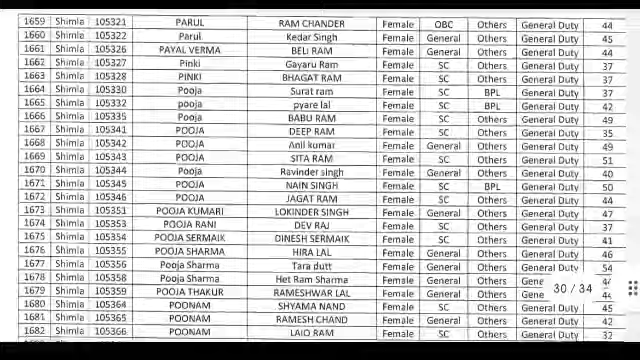 1659 Shimla 105321 PARUL RAM CHANDER Female OBC Others General Duty 44
1660 Shimla 105322 Parul Kedar Singh Female General Others General Duty 45
1661 Shimla 105326 PAYAL VERMA BELI RAM Female General Others General Duty 44
1662 Shimla 105327 Pinki Gayaru Ram Female SC Others General Duty 37
1663 Shimla 105328 PINKI BHAGAT RAM Female SC Others General Duty 37
1664 Shimla 105330 Pooja Surat ram Female SC BPL General Duty 37
1665 Shimla 105332 pooja pyare lal Female SC BPL General Duty 42
1666 Shimla 105335 Pooja BABU RAM Female SC Others General Duty 49
1667 Shimla 105341 POOJA DEEP RAM Female SC Others General Duty 35
1668 Shimla 105342 POOJA Anil kumar Female General Others General Duty 49
1669 Shimla 105343 POOJA SITA RAM Female SC Others General Duty 51
1670 Shimla 105344 Pooja Ravinder singh Female General Others General Duty 40
1671 Shimla 105345 POOJA NAIN SINGH Female SC BPL General Duty 50
1672 Shimla 105346 POOJA JAGAT RAM Female SC Others General Duty 44
1673 Shimla 105351 POOJA KUMARI LOKINDER SINGH Female General Others General Duty 47
1674 Shimla 105353 POOJA RANI DEV RAJ Female SC Others General Duty 37
1675 Shimla 105354 POOJA SERMAIK DINESH SERMAIK Female SC Others General Duty 41
1676 Shimla 105355 POOJA SHARMA HIRA LAL Female General Others General Duty 46
1677 Shimla 105356 Pooja Sharma Tara dutt Female General Others General Duty 54
1678 Shimla 105358 Pooja Sharma Het Ram Sharma Female General Others Gene
1679 Shimla 105359 POOJA THAKUR RAMESHWAR LAL Female General Others Gene 30 / 34
1680 Shimla 105364 POONAM SHYAMA NAND Female SC Others General Duty 45
1681 Shimla 105365 POONAM RAMESH CHAND Female General Others General Duty 42
1682 Shimla 105366 POONAM LAIQ RAM Female SC Others General Duty 32